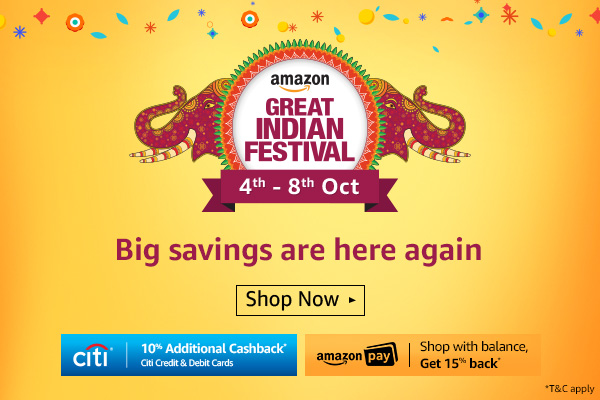 amazon
GREAT
INDIAN
FESTIVAL
4th - 8th Oct
Big savings are here again
Shop Now ►
citi
10% Additional Cashback*
Citi Credit & Debit Cards
amazon pay
Shop with balance,
Get 15% back*
*T&C apply